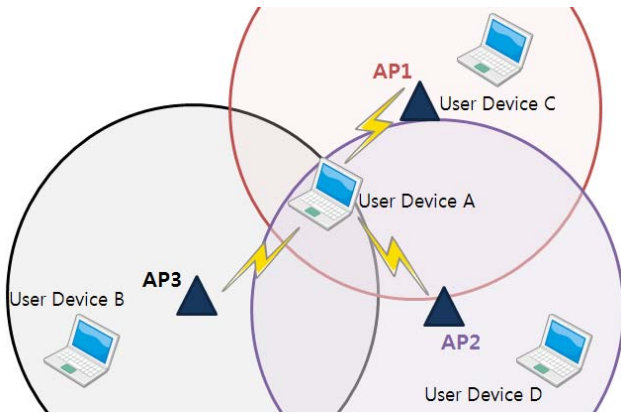 AP1
User Device C
User Device A
AP3
User Device B
AP2
User Device D